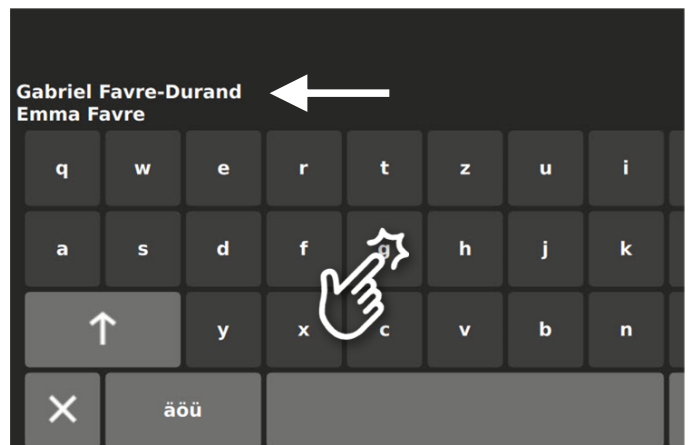 Gabriel Favre-Durand
Emma Favre
q w e r t z u i
a s d f g h j k
↑ y x c v b n
✕ äöü